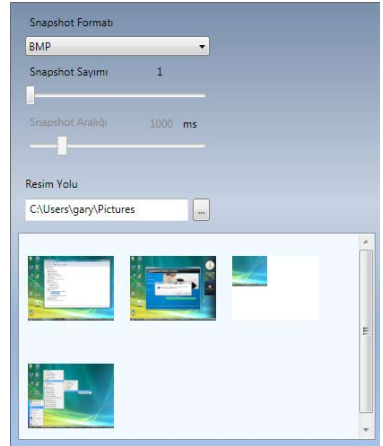 Snapshot Formatı
BMP
Snapshot Sayımı 1
Snapshot Aralığı 1000 ms
Resim Yolu
C:\Users\gary\Pictures ...